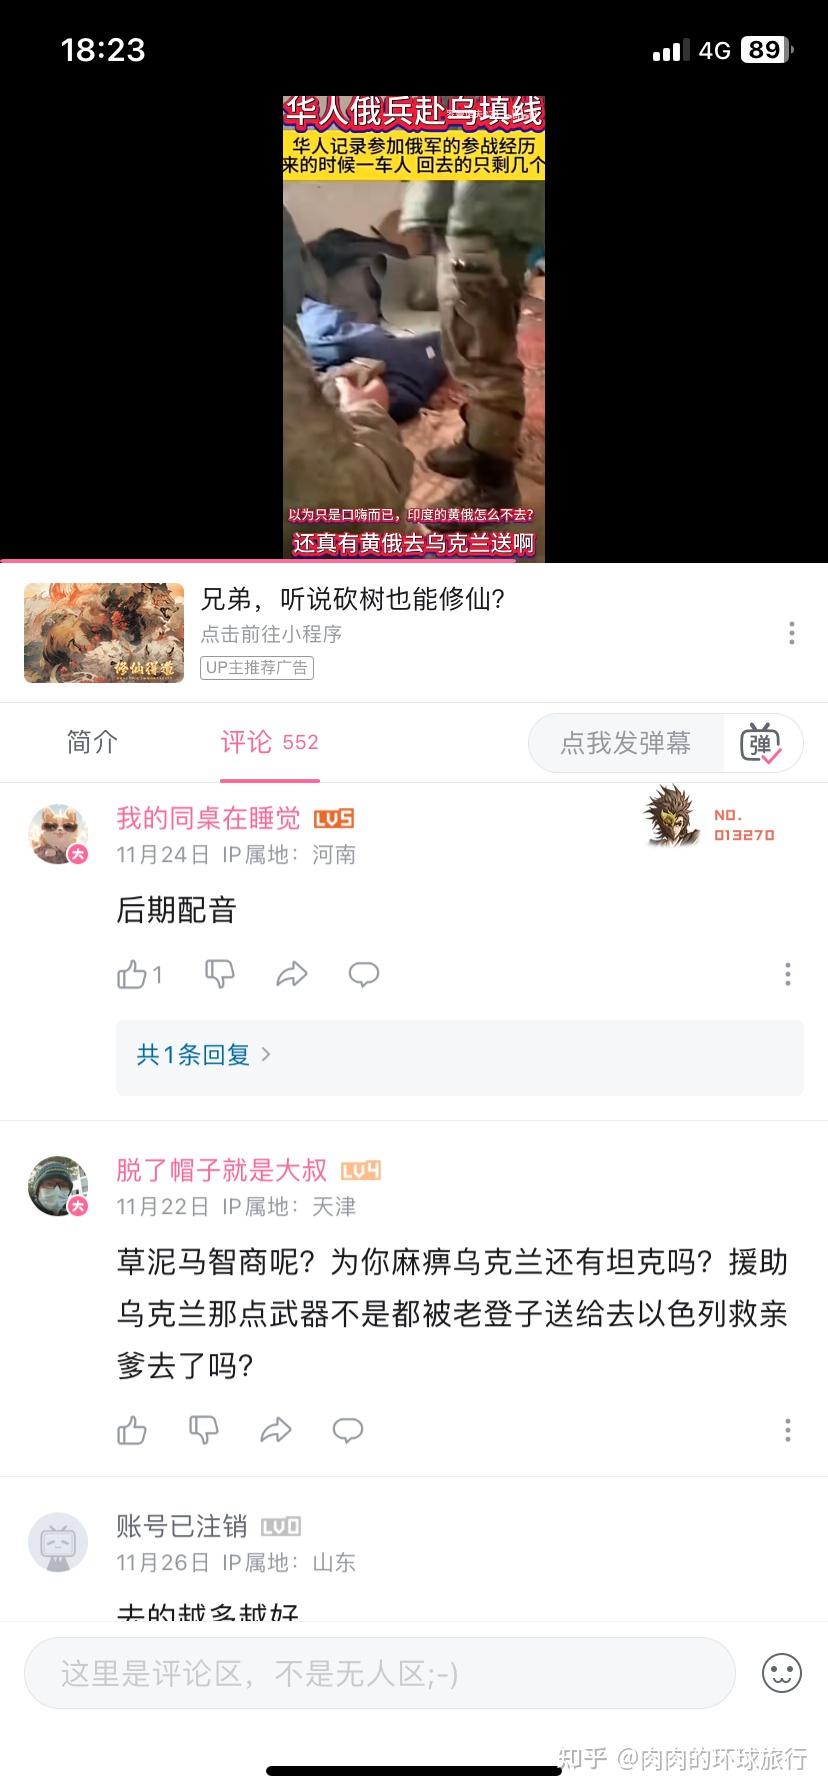 18:23
4G
89
华人俄兵赴乌填线
华人记录参加俄军的参战经历
来的时候一车人 回去的只剩几个
以为只是口嗨而已，印度的黄俄怎么不去？
还真有黄俄去乌克兰送啊
兄弟，听说砍树也能修仙？
点击前往小程序
UP主推荐广告
修仙得道
简介
评论 552
点我发弹幕
弹
我的同桌在睡觉 LV5
NO.
013270
11月24日 IP属地：河南
后期配音
1
共1条回复
脱了帽子就是大叔 LV4
11月22日 IP属地：天津
草泥马智商呢？为你麻痹乌克兰还有坦克吗？援助
乌克兰那点武器不是都被老登子送给去以色列救亲
爹去了吗？
账号已注销 LV0
11月26日 IP属地：山东
去的越多越好
这里是评论区，不是无人区;-)
知乎 @肉肉的环球旅行